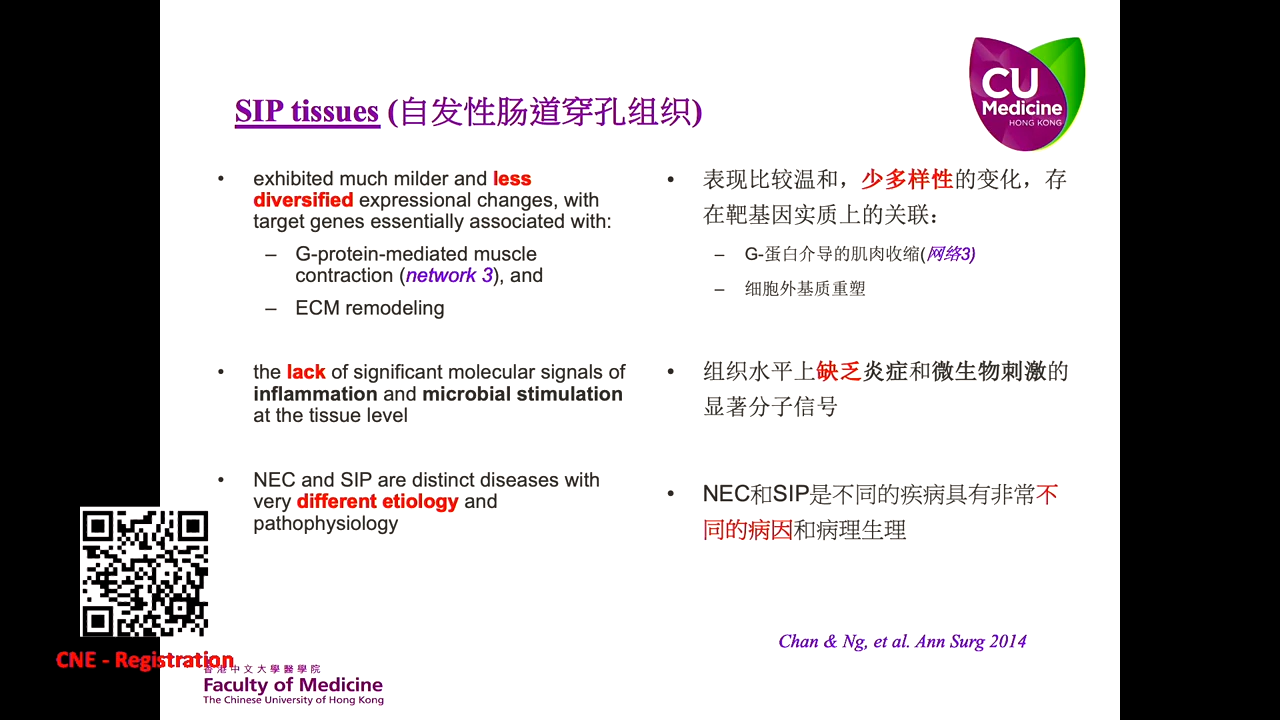 CU
Medicine
HONG KONG
SIP tissues (自发性肠道穿孔组织)
• exhibited much milder and less
diversified expressional changes, with
target genes essentially associated with:
– G-protein-mediated muscle
contraction (network 3), and
– ECM remodeling
• the lack of significant molecular signals of
inflammation and microbial stimulation
at the tissue level
• NEC and SIP are distinct diseases with
very different etiology and
pathophysiology
• 表现比较温和，少多样性的变化，存
在靶基因实质上的关联：
– G-蛋白介导的肌肉收缩(网络3)
– 细胞外基质重塑
• 组织水平上缺乏炎症和微生物刺激的
显著分子信号
• NEC和SIP是不同的疾病具有非常不
同的病因和病理生理
Chan & Ng, et al. Ann Surg 2014
CNE - Registration
香港中文大學醫學院
Faculty of Medicine
The Chinese University of Hong Kong